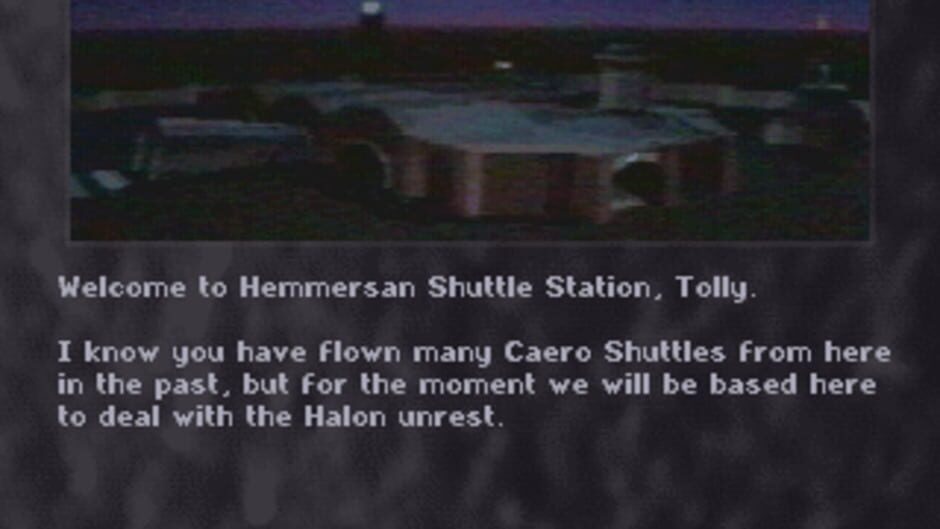 Welcome to Hemmersan Shuttle Station, Tolly.
I know you have flown many Caero Shuttles from here
in the past, but for the moment we will be based here
to deal with the Halon unrest.